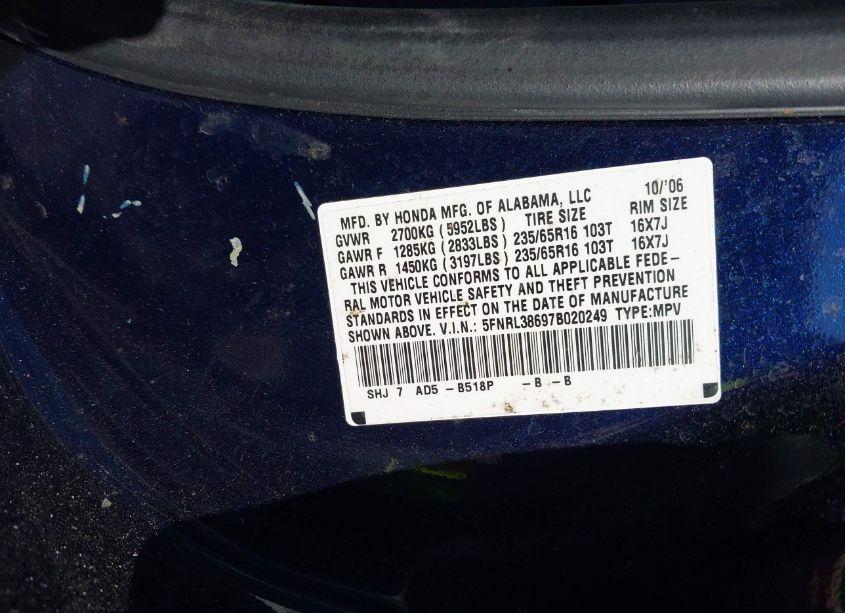 MFD. BY HONDA MFG. OF ALABAMA, LLC 10/'06
GVWR 2700KG (5952LBS) TIRE SIZE RIM SIZE
GAWR F 1285KG (2833LBS) 235/65R16 103T 16X7J
GAWR R 1450KG (3197LBS) 235/65R16 103T 16X7J
THIS VEHICLE CONFORMS TO ALL APPLICABLE FEDE-
RAL MOTOR VEHICLE SAFETY AND THEFT PREVENTION
STANDARDS IN EFFECT ON THE DATE OF MANUFACTURE
SHOWN ABOVE. V.I.N.: 5FNRL38697B020249 TYPE:MPV
SHJ 7 AD5 -B518P -B -B